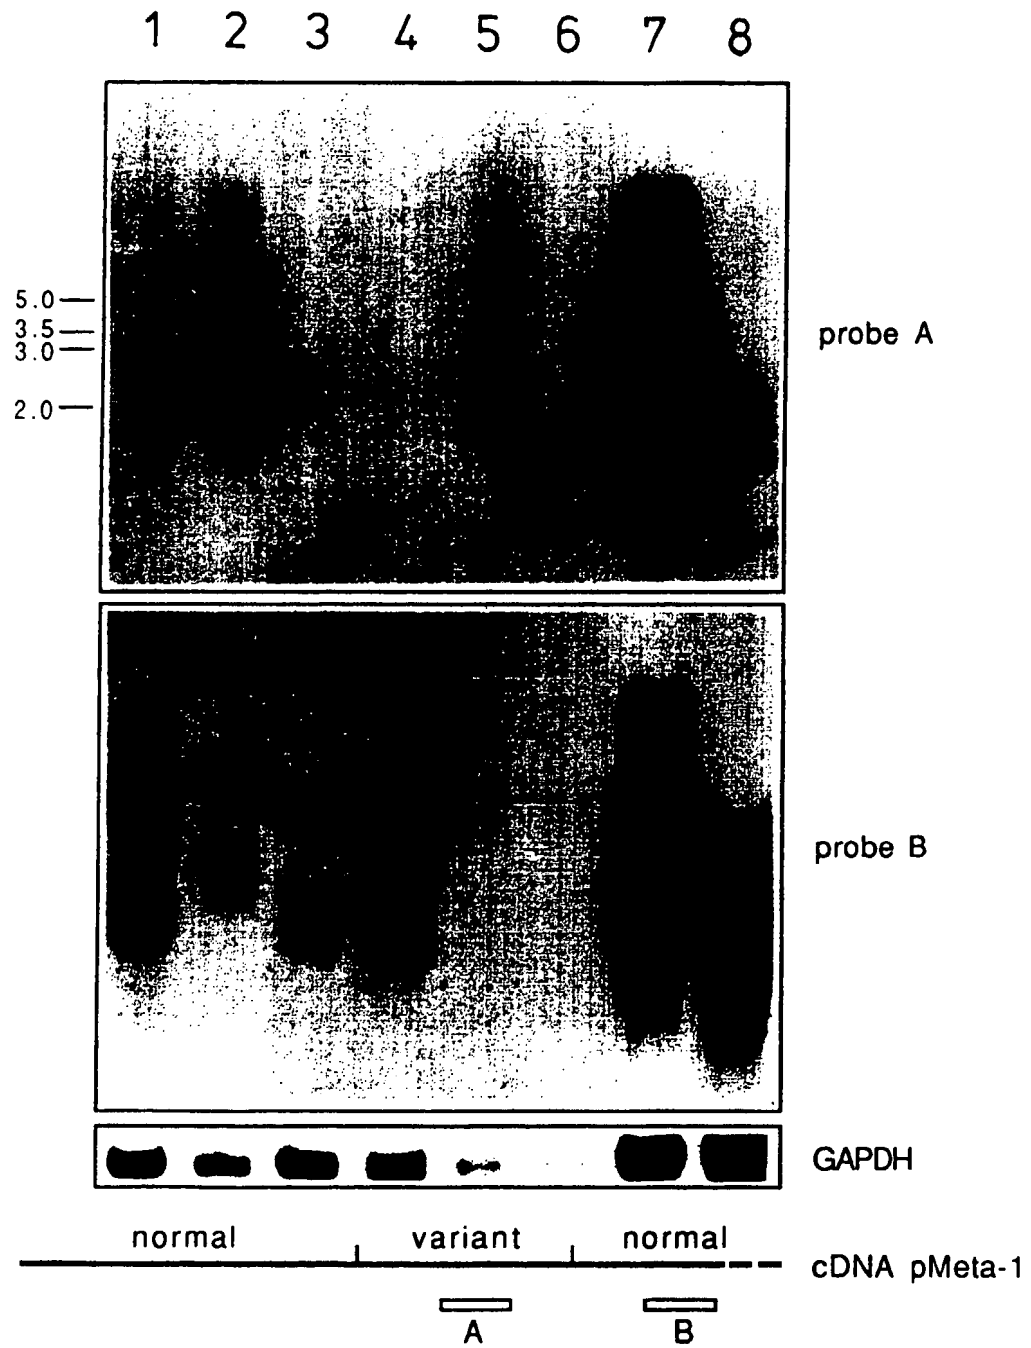 1 2 3 4 5 6 7 8
5.0
3.5
3.0
2.0
probe A
probe B
GAPDH
normal variant normal
cDNA pMeta-1
A B